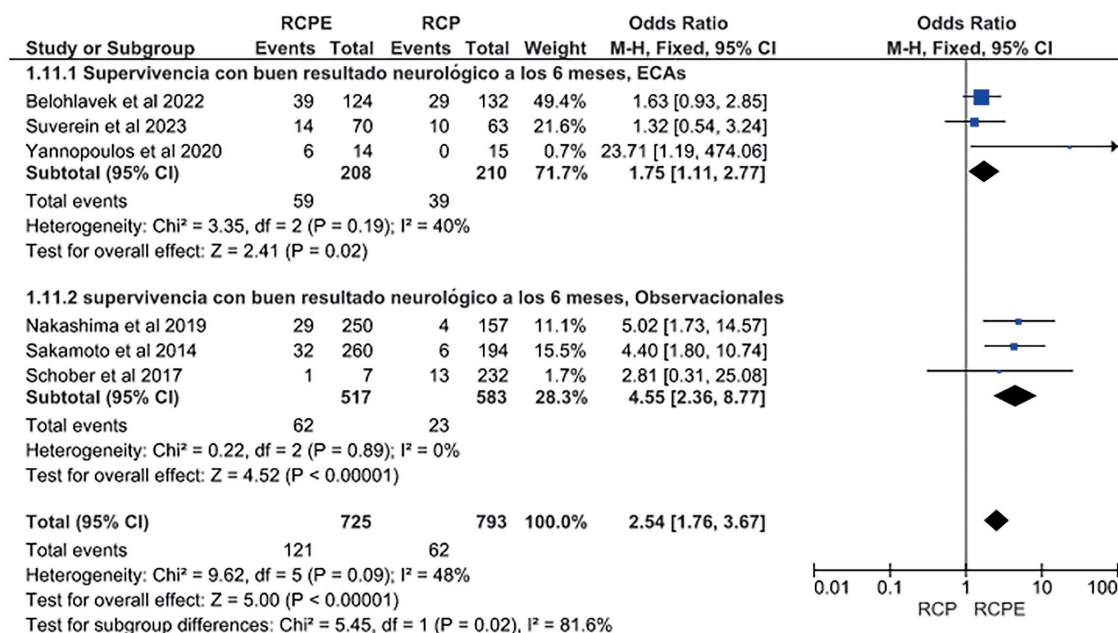 RCPE RCP Odds Ratio Odds Ratio
Study or Subgroup Events Total Events Total Weight M-H, Fixed, 95% CI M-H, Fixed, 95% CI
1.11.1 Supervivencia con buen resultado neurológico a los 6 meses, ECAs
Belohlavek et al 2022 39 124 29 132 49.4% 1.63 [0.93, 2.85]
Suverein et al 2023 14 70 10 63 21.6% 1.32 [0.54, 3.24]
Yannopoulos et al 2020 6 14 0 15 0.7% 23.71 [1.19, 474.06]
Subtotal (95% CI) 208 210 71.7% 1.75 [1.11, 2.77]
Total events 59 39
Heterogeneity: Chi² = 3.35, df = 2 (P = 0.19); I² = 40%
Test for overall effect: Z = 2.41 (P = 0.02)
1.11.2 supervivencia con buen resultado neurológico a los 6 meses, Observacionales
Nakashima et al 2019 29 250 4 157 11.1% 5.02 [1.73, 14.57]
Sakamoto et al 2014 32 260 6 194 15.5% 4.40 [1.80, 10.74]
Schober et al 2017 1 7 13 232 1.7% 2.81 [0.31, 25.08]
Subtotal (95% CI) 517 583 28.3% 4.55 [2.36, 8.77]
Total events 62 23
Heterogeneity: Chi² = 0.22, df = 2 (P = 0.89); I² = 0%
Test for overall effect: Z = 4.52 (P < 0.00001)
Total (95% CI) 725 793 100.0% 2.54 [1.76, 3.67]
Total events 121 62
Heterogeneity: Chi² = 9.62, df = 5 (P = 0.09); I² = 48%
Test for overall effect: Z = 5.00 (P < 0.00001)
Test for subgroup differences: Chi² = 5.45, df = 1 (P = 0.02), I² = 81.6%
0.01 0.1 1 10 100
RCP RCPE